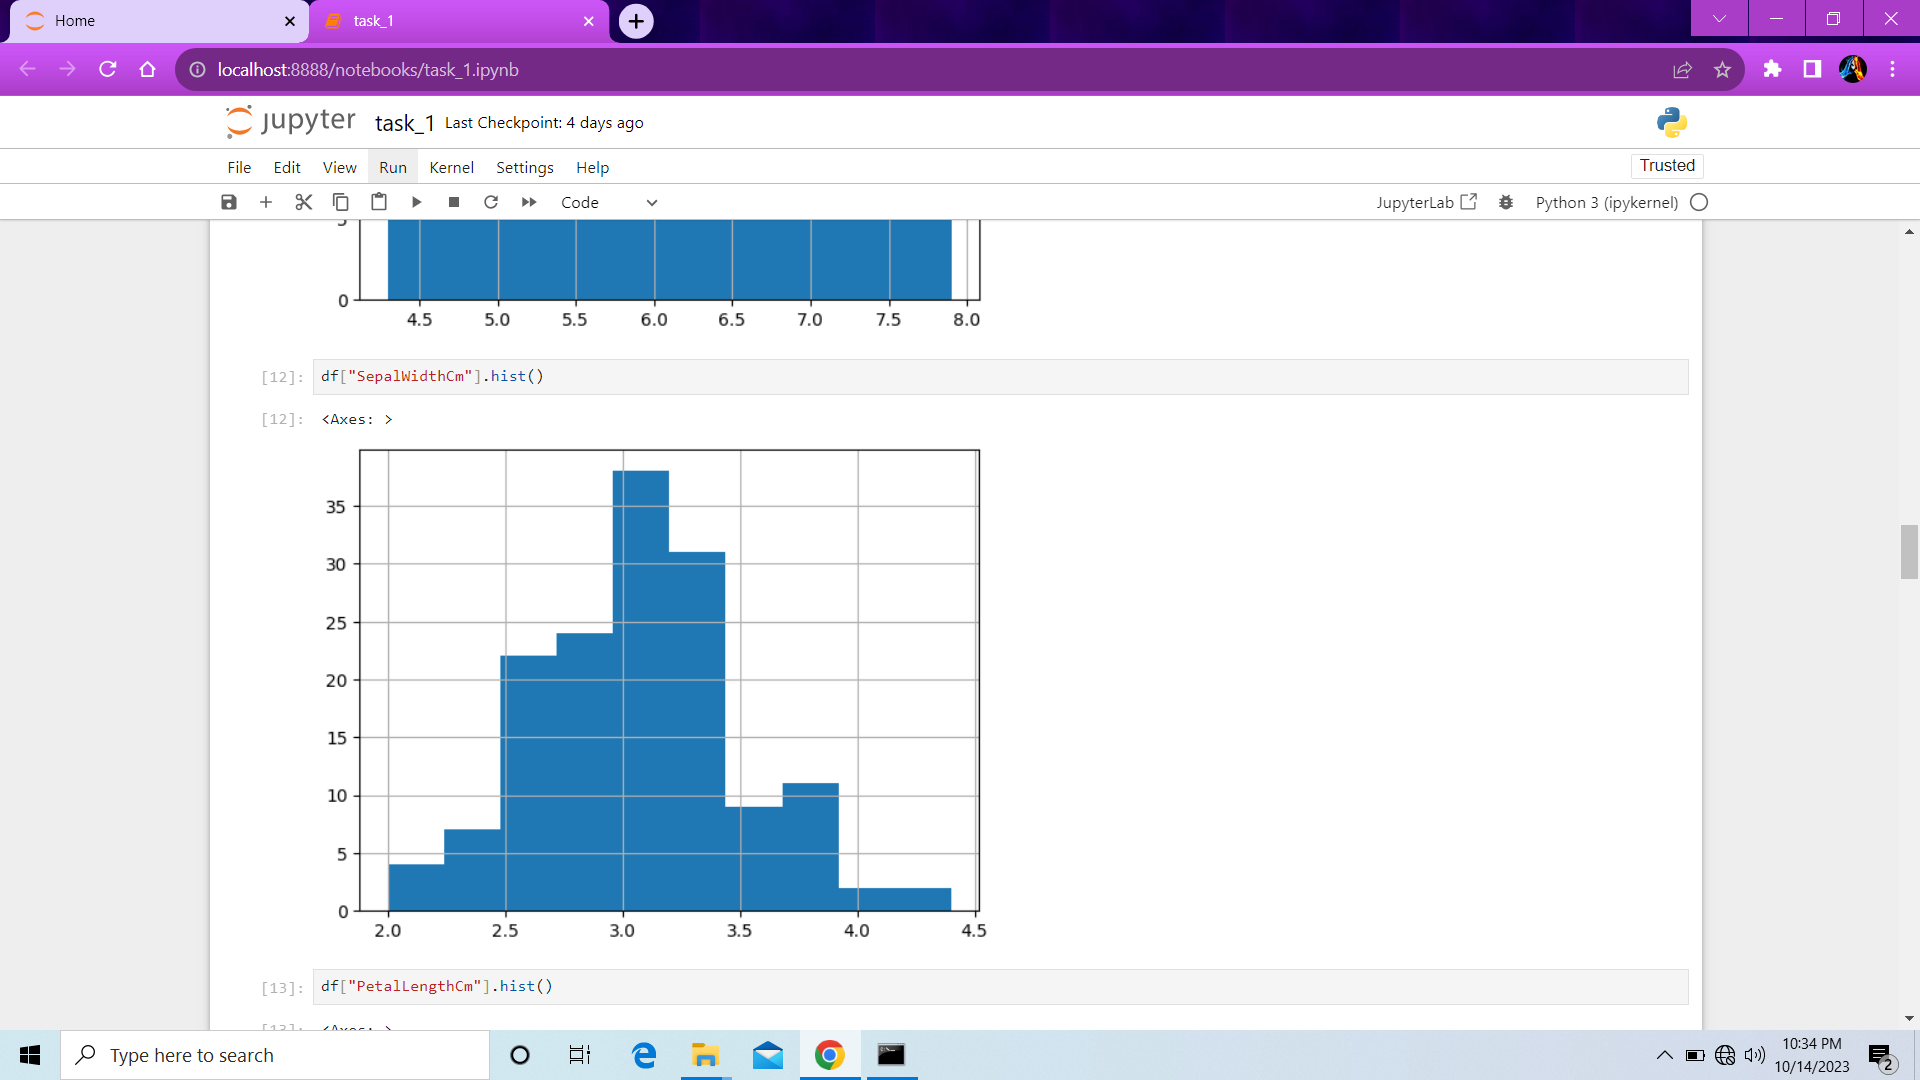 Home
task_1
localhost:8888/notebooks/task_1.ipynb
jupyter task_1 Last Checkpoint: 4 days ago
File Edit View Run Kernel Settings Help
Trusted
Code
JupyterLab
Python 3 (ipykernel)
0
4.5 5.0 5.5 6.0 6.5 7.0 7.5 8.0
[12]: df["SepalWidthCm"].hist()
[12]: <Axes: >
35
30
25
20
15
10
5
0
2.0 2.5 3.0 3.5 4.0 4.5
[13]: df["PetalLengthCm"].hist()
[13]: <Axes: >
Type here to search
10:34 PM
10/14/2023
2